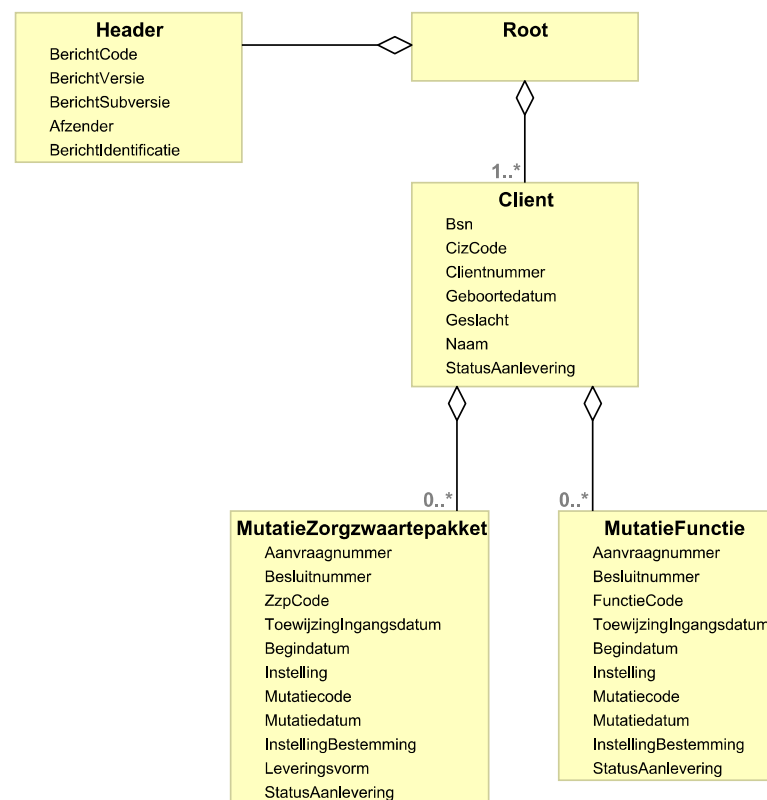 Header
BerichtCode
BerichtVersie
BerichtSubversie
Afzender
BerichtIdentificatie
Root
1..*
Client
Bsn
CizCode
Clientnummer
Geboortedatum
Geslacht
Naam
StatusAanlevering
0..*
MutatieZorgzwaartepakket
Aanvraagnummer
Besluitnummer
ZzpCode
ToewijzingIngangsdatum
Begindatum
Instelling
Mutatiecode
Mutatiedatum
InstellingBestemming
Leveringsvorm
StatusAanlevering
0..*
MutatieFunctie
Aanvraagnummer
Besluitnummer
FunctieCode
ToewijzingIngangsdatum
Begindatum
Instelling
Mutatiecode
Mutatiedatum
InstellingBestemming
StatusAanlevering